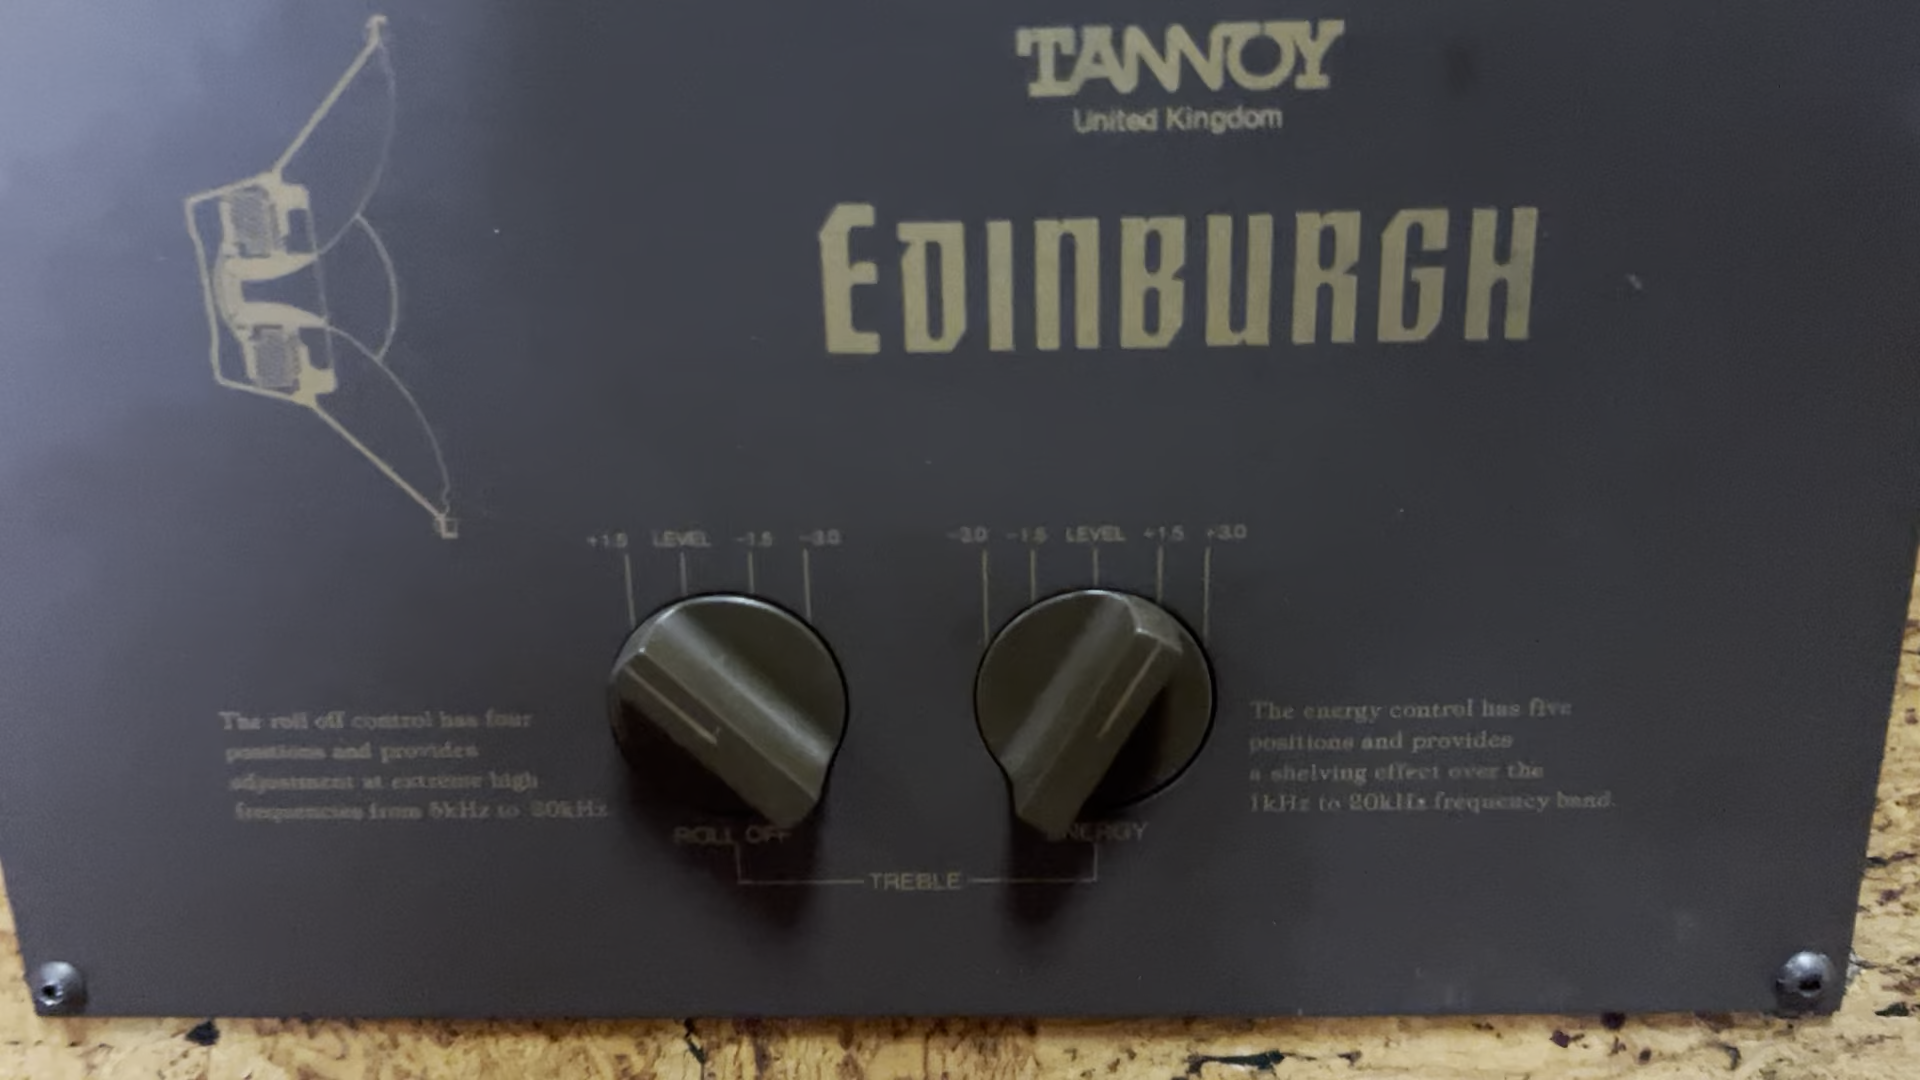 TANNOY
United Kingdom
EDINBURGH
+1.5 LEVEL -1.5 -3.0
-3.0 -1.5 LEVEL +1.5 +3.0
The roll off control has four
positions and provides
adjustment at extreme high
frequencies from 5kHz to 20kHz
The energy control has five
positions and provides
a shelving effect over the
1kHz to 20kHz frequency band.
ROLL OFF
ENERGY
TREBLE